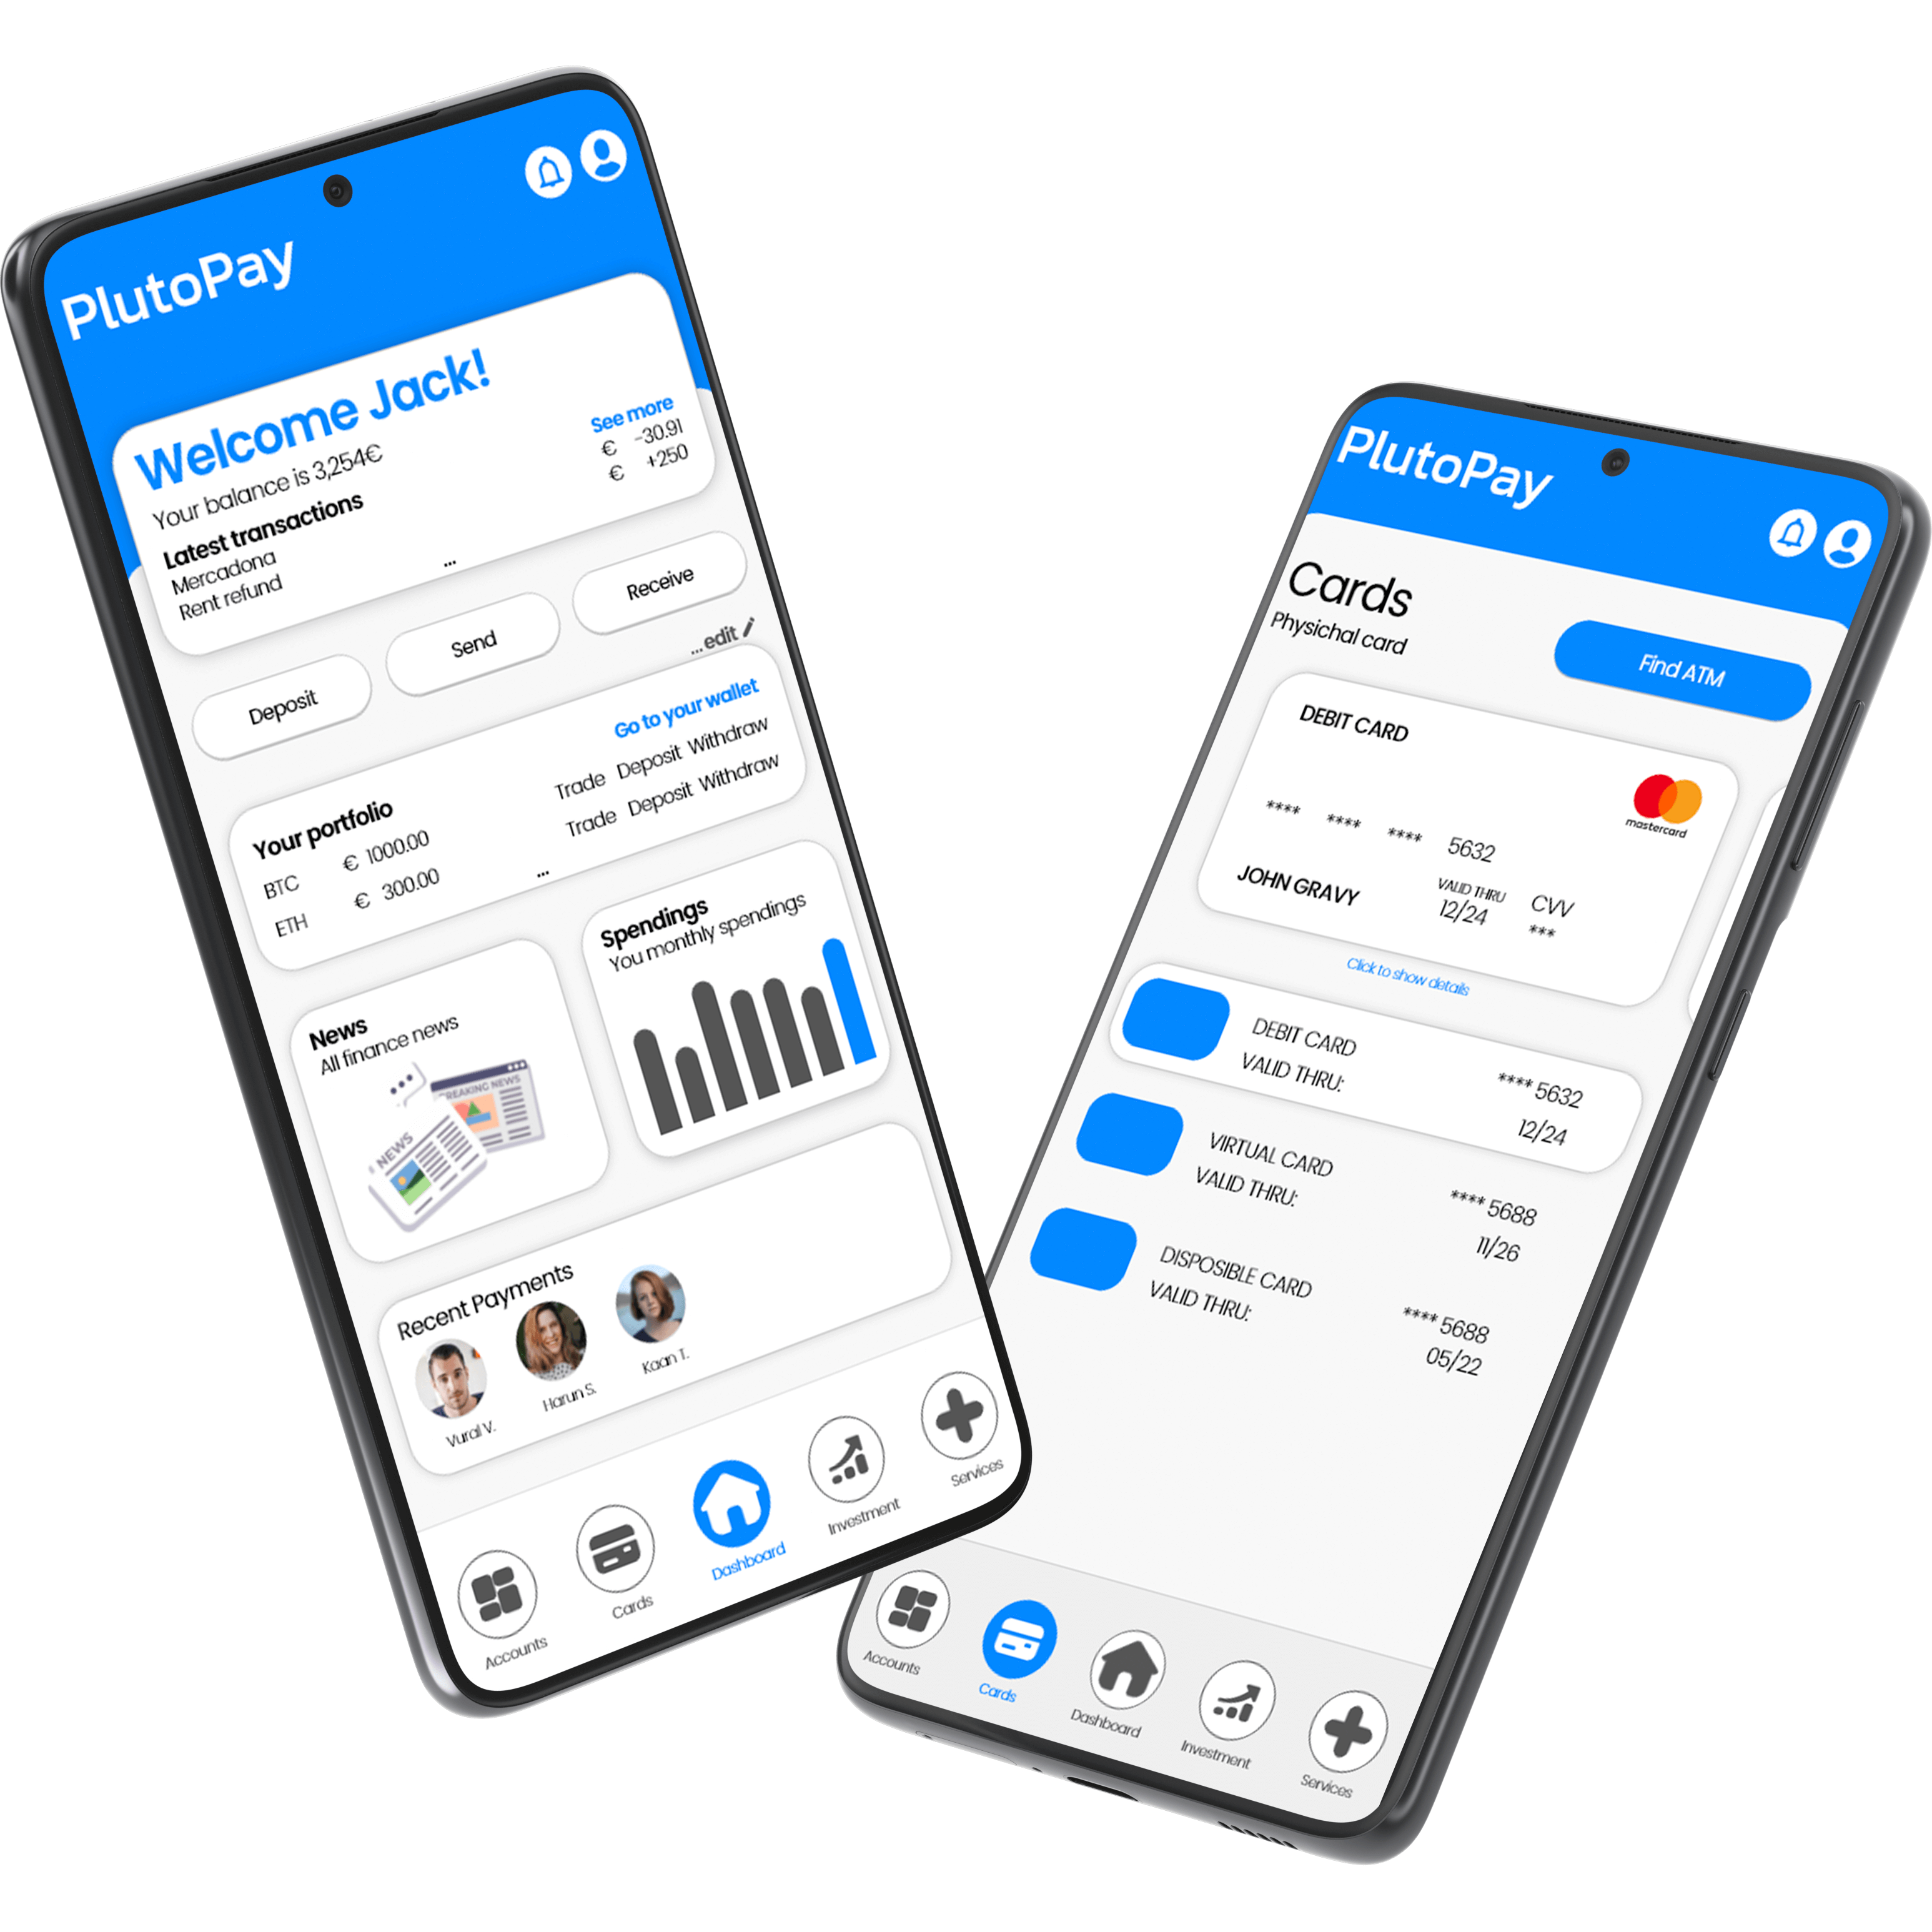 PlutoPay
Welcome Jack!
Your balance is 3,254€
Latest transactions
See more
Mercadona € -30.91
Rent refund € +250
...
Deposit
Send
Receive
...edit
Your portfolio
Go to your wallet
BTC € 1000.00 Trade Deposit Withdraw
ETH € 300.00 Trade Deposit Withdraw
...
News
All finance news
BREAKING NEWS
NEWS
Spendings
You monthly spendings
Recent Payments
Vural V.
Harun S.
Kaan T.
Accounts
Cards
Dashboard
Investment
Services
PlutoPay
Cards
Physichal card
Find ATM
DEBIT CARD
mastercard
**** **** **** 5632
JOHN GRAVY
VALID THRU
12/24
CVV
***
Click to show details
DEBIT CARD **** 5632
VALID THRU: 12/24
VIRTUAL CARD **** 5688
VALID THRU: 11/26
DISPOSIBLE CARD **** 5688
VALID THRU: 05/22
Accounts
Cards
Dashboard
Investment
Services